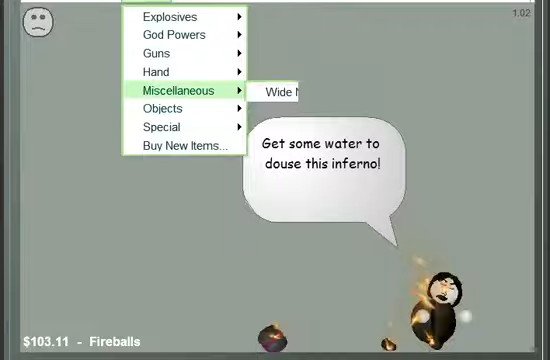 1.02
Explosives
God Powers
Guns
Hand
Miscellaneous
Wide
Objects
Special
Buy New Items...
Get some water to
douse this inferno!
$103.11 - Fireballs